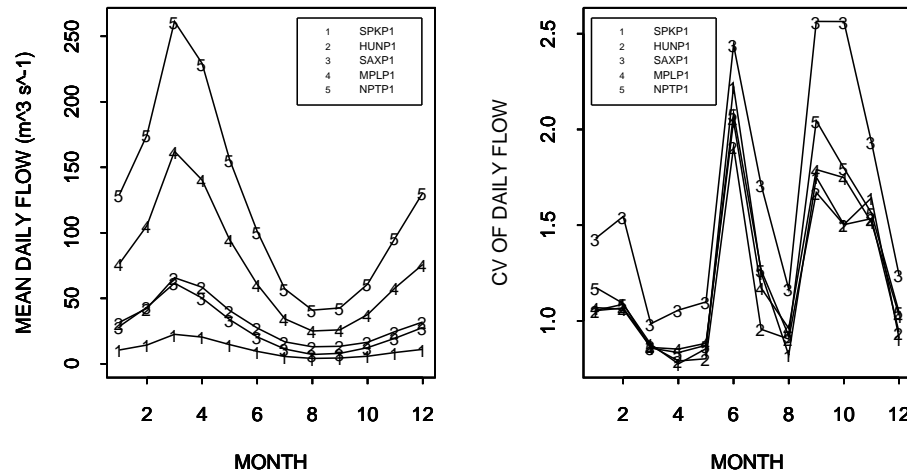 MEAN DAILY FLOW (m^3 s^-1)
250
200
150
100
50
0
1 SPKP1
2 HUNP1
3 SAXP1
4 MPLP1
5 NPTP1
2 4 6 8 10 12
MONTH
CV OF DAILY FLOW
2.5
2.0
1.5
1.0
1 SPKP1
2 HUNP1
3 SAXP1
4 MPLP1
5 NPTP1
2 4 6 8 10 12
MONTH